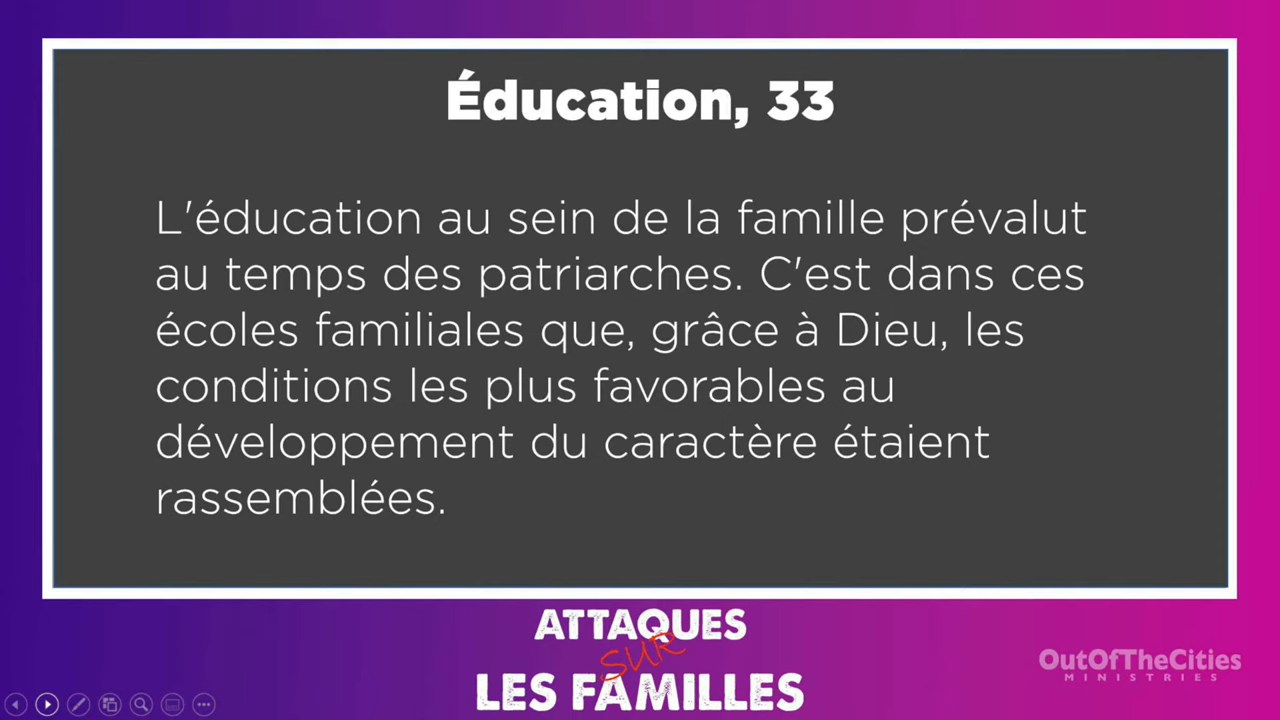 Éducation, 33
L'éducation au sein de la famille prévalut
au temps des patriarches. C'est dans ces
écoles familiales que, grâce à Dieu, les
conditions les plus favorables au
développement du caractère étaient
rassemblées.
ATTAQUES
SUR
LES FAMILLES
OutOfTheCities
MINISTRIES